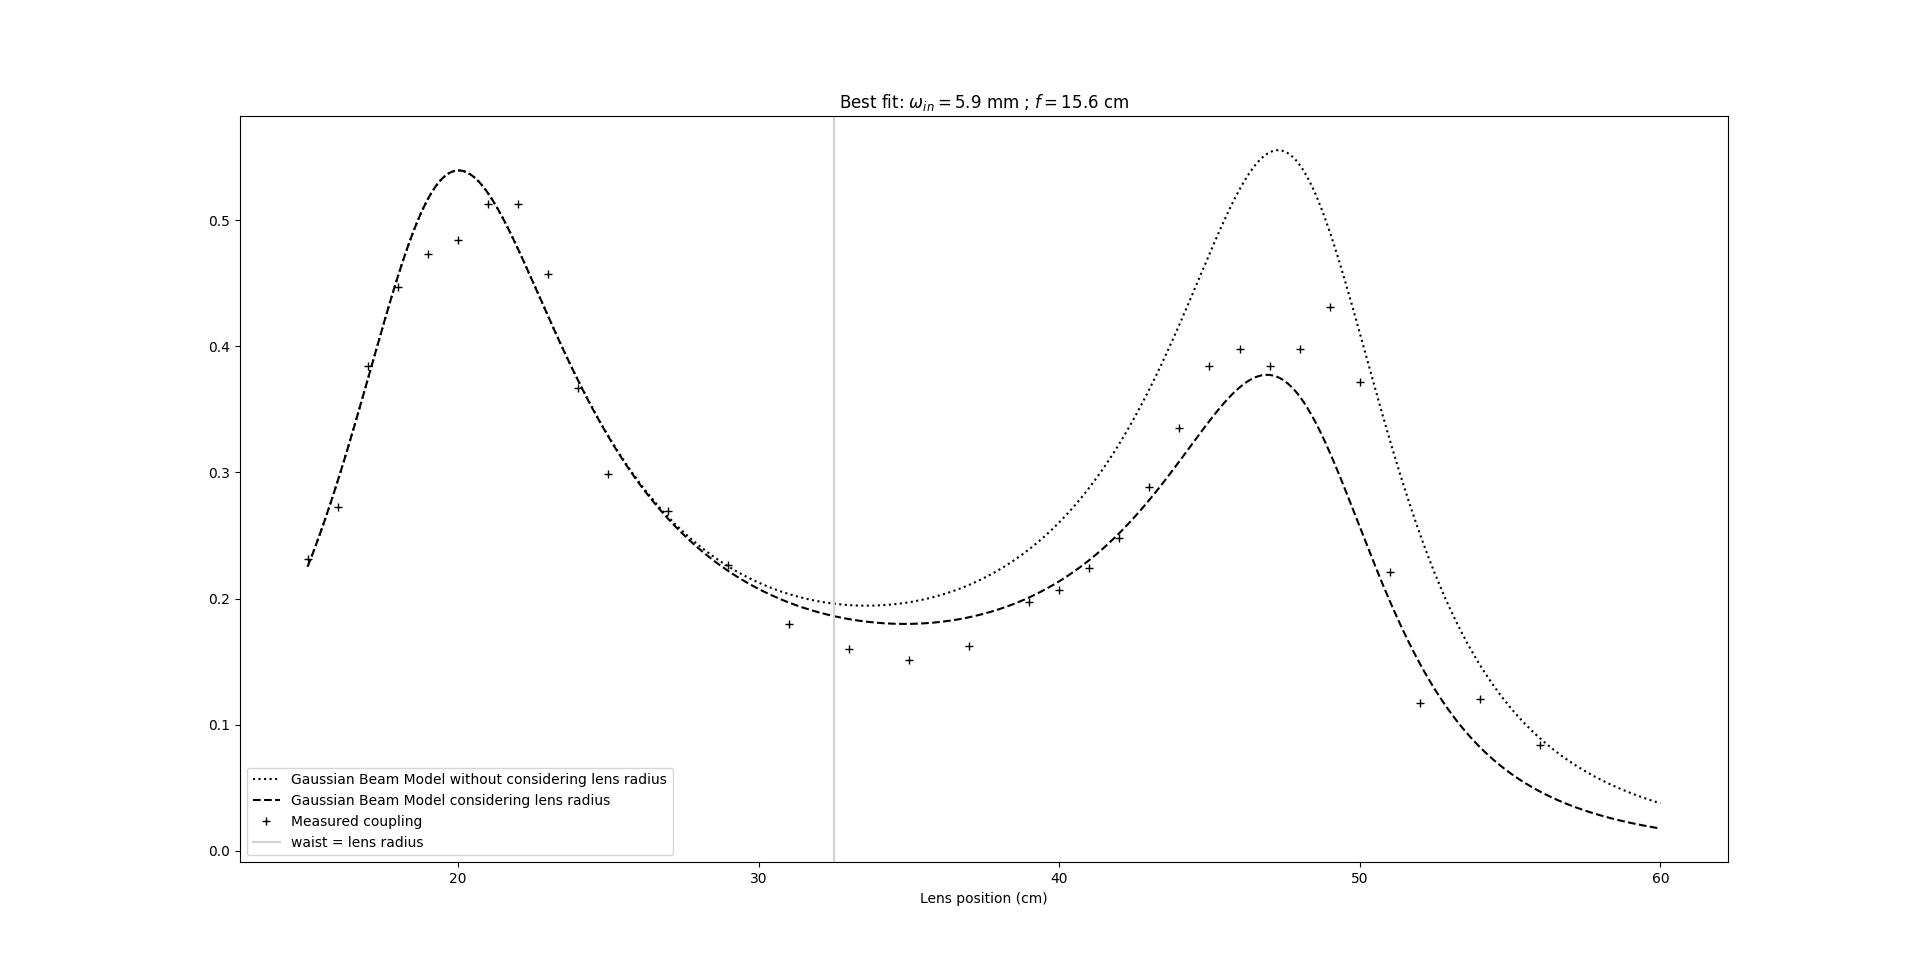 Best fit: ω_in = 5.9 mm ; f = 15.6 cm
0.5
0.4
0.3
0.2
0.1
0.0
Gaussian Beam Model without considering lens radius
Gaussian Beam Model considering lens radius
Measured coupling
waist = lens radius
20 30 40 50 60
Lens position (cm)